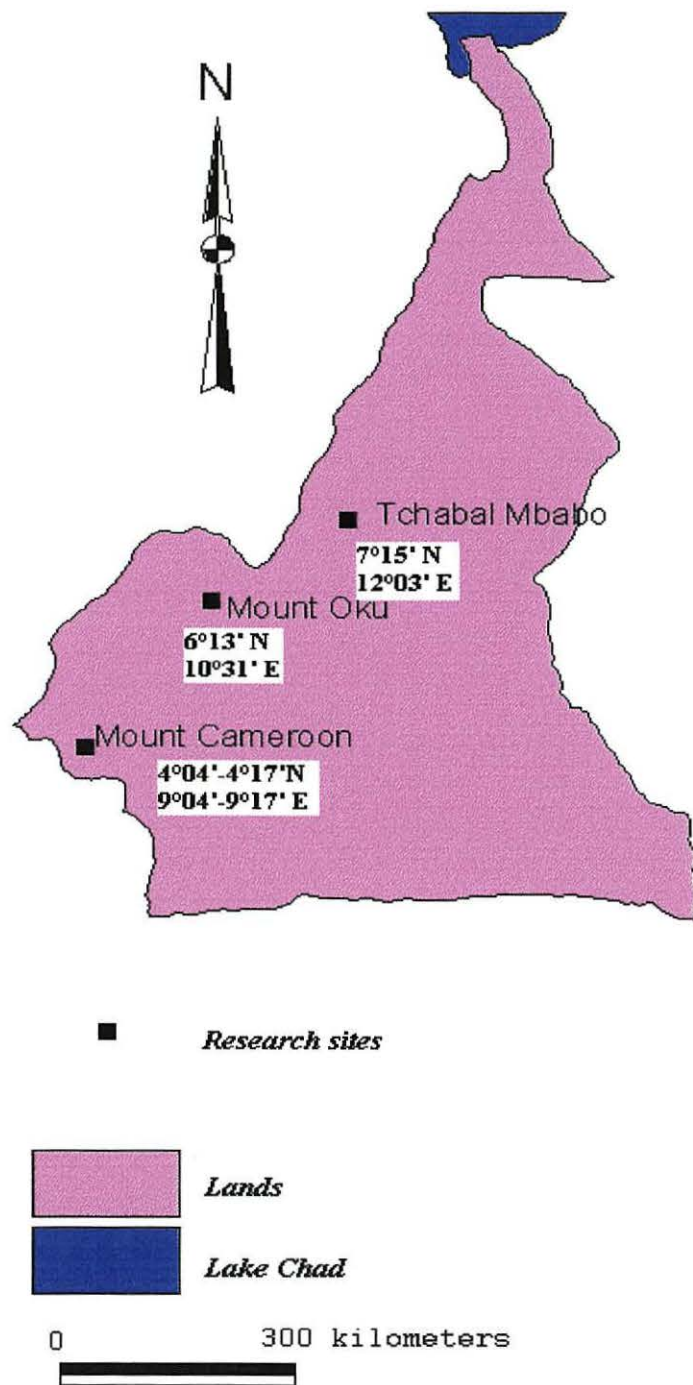 N
Tchabal Mbabo
7°15' N
12°03' E
Mount Oku
6°13' N
10°31' E
Mount Cameroon
4°04'-4°17'N
9°04'-9°17' E
Research sites
Lands
Lake Chad
0 300 kilometers